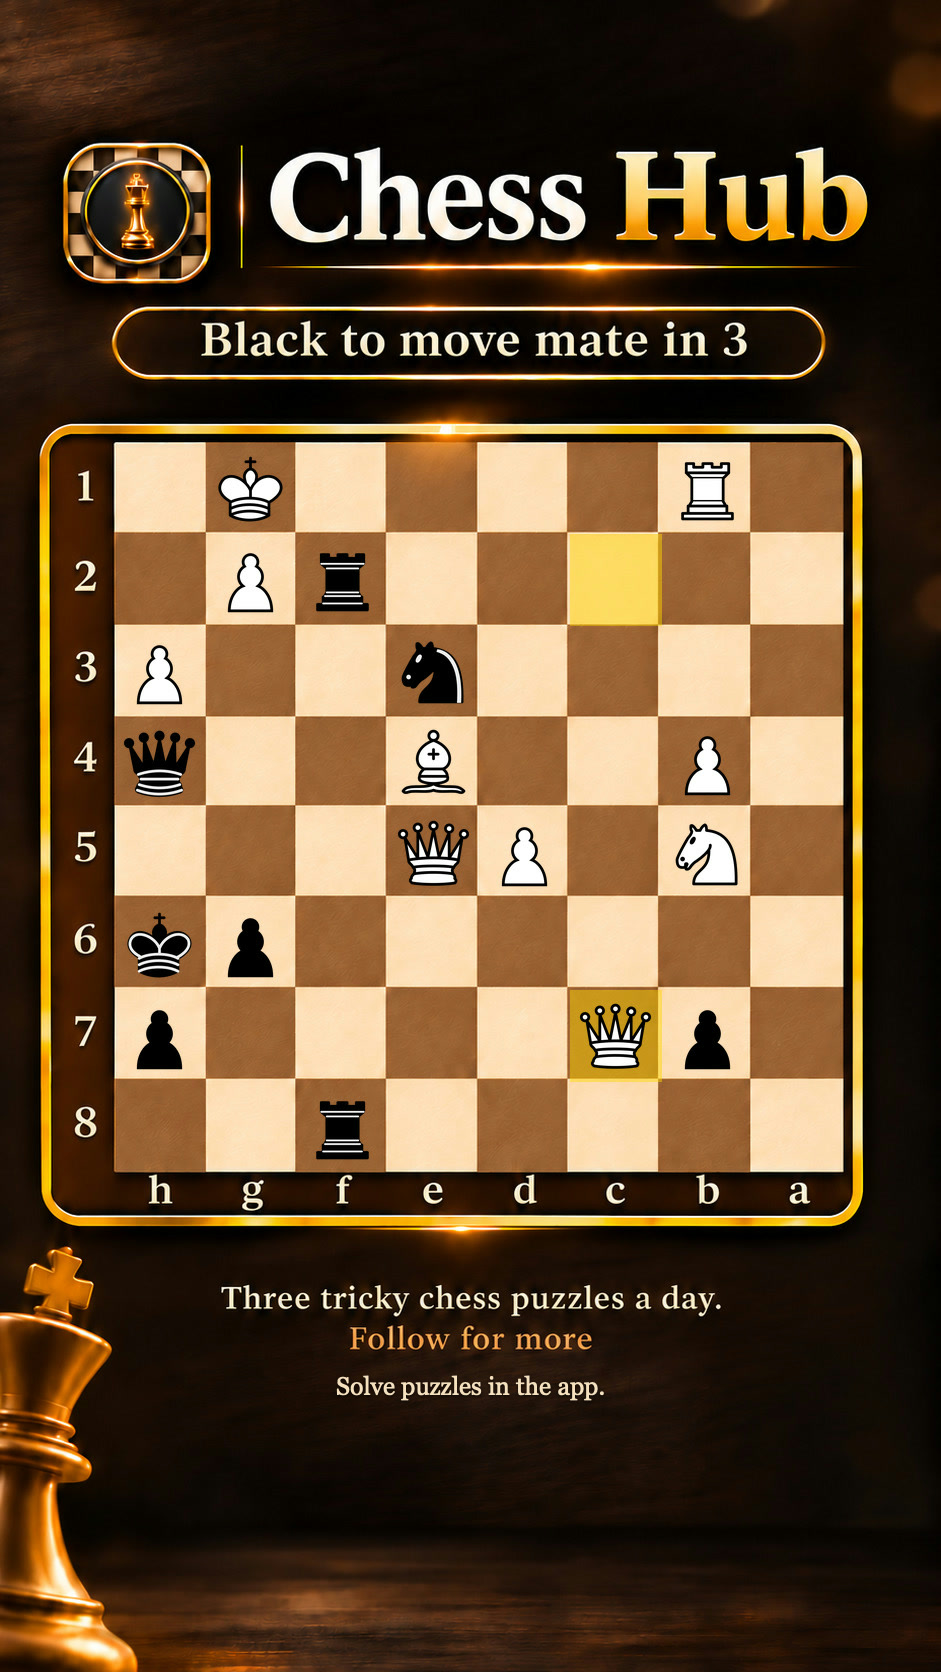 Chess Hub
Black to move mate in 3
1
2
3
4
5
6
7
8
h g f e d c b a
Three tricky chess puzzles a day.
Follow for more
Solve puzzles in the app.